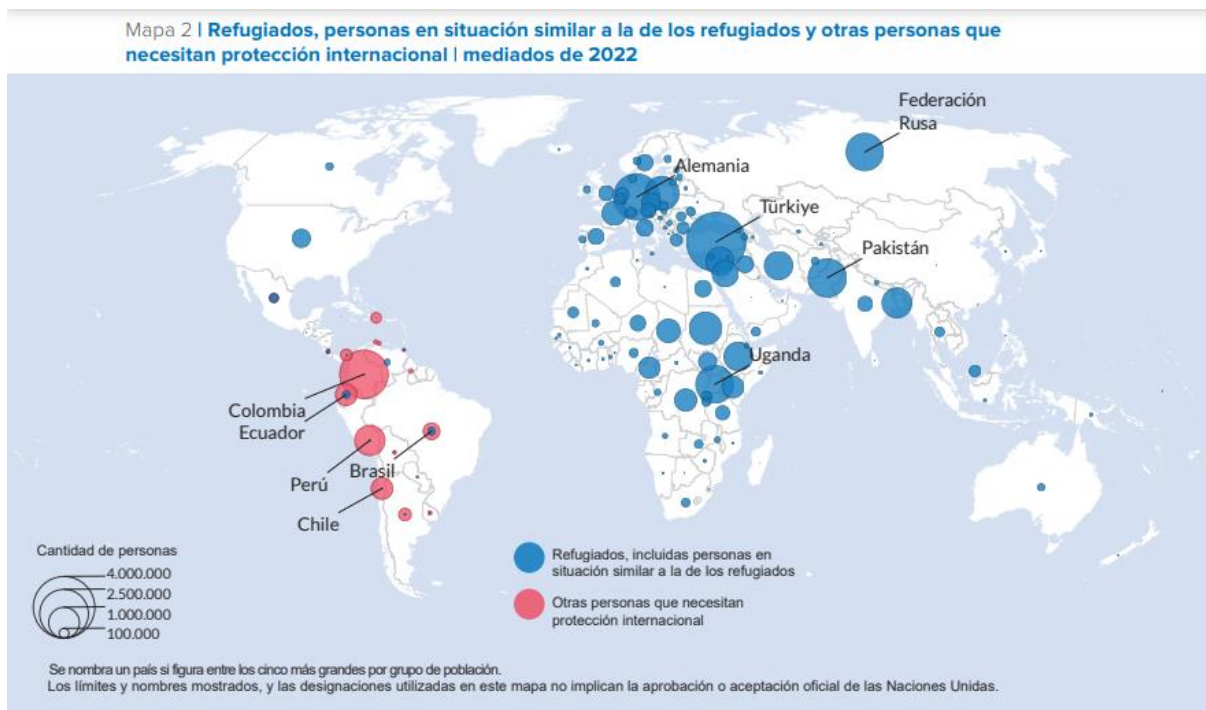 Mapa 2 | Refugiados, personas en situación similar a la de los refugiados y otras personas que
necesitan protección internacional | mediados de 2022
Federación
Rusa
Alemania
Türkiye
Pakistán
Uganda
Colombia
Ecuador
Perú
Brasil
Chile
Cantidad de personas
4.000.000
2.500.000
1.000.000
100.000
Refugiados, incluidas personas en
situación similar a la de los refugiados
Otras personas que necesitan
protección internacional
Se nombra un país si figura entre los cinco más grandes por grupo de población.
Los límites y nombres mostrados, y las designaciones utilizadas en este mapa no implican la aprobación o aceptación oficial de las Naciones Unidas.